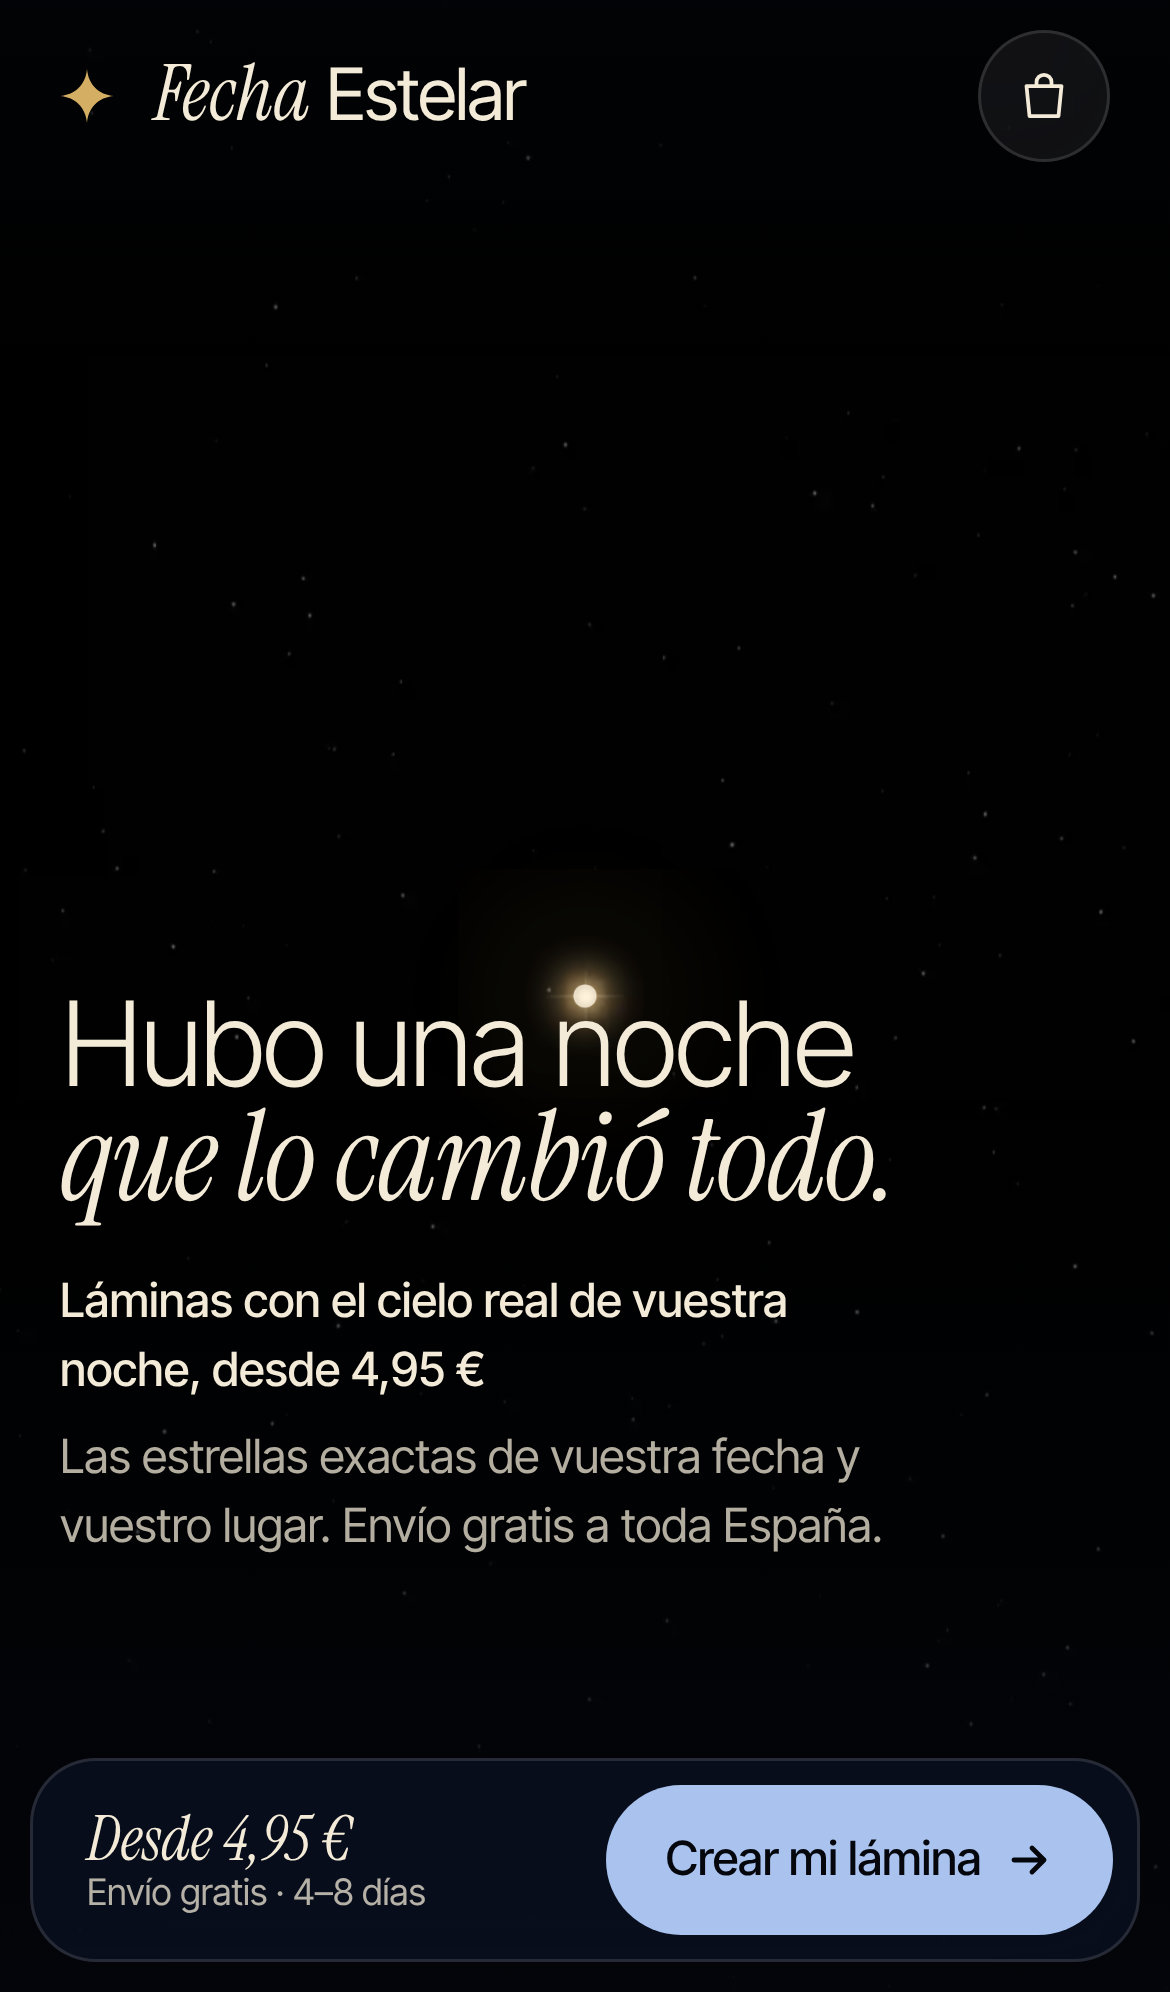 Fecha Estelar
Hubo una noche
que lo cambió todo.
Láminas con el cielo real de vuestra
noche, desde 4,95 €
Las estrellas exactas de vuestra fecha y
vuestro lugar. Envío gratis a toda España.
Desde 4,95 €
Envío gratis · 4–8 días
Crear mi lámina →